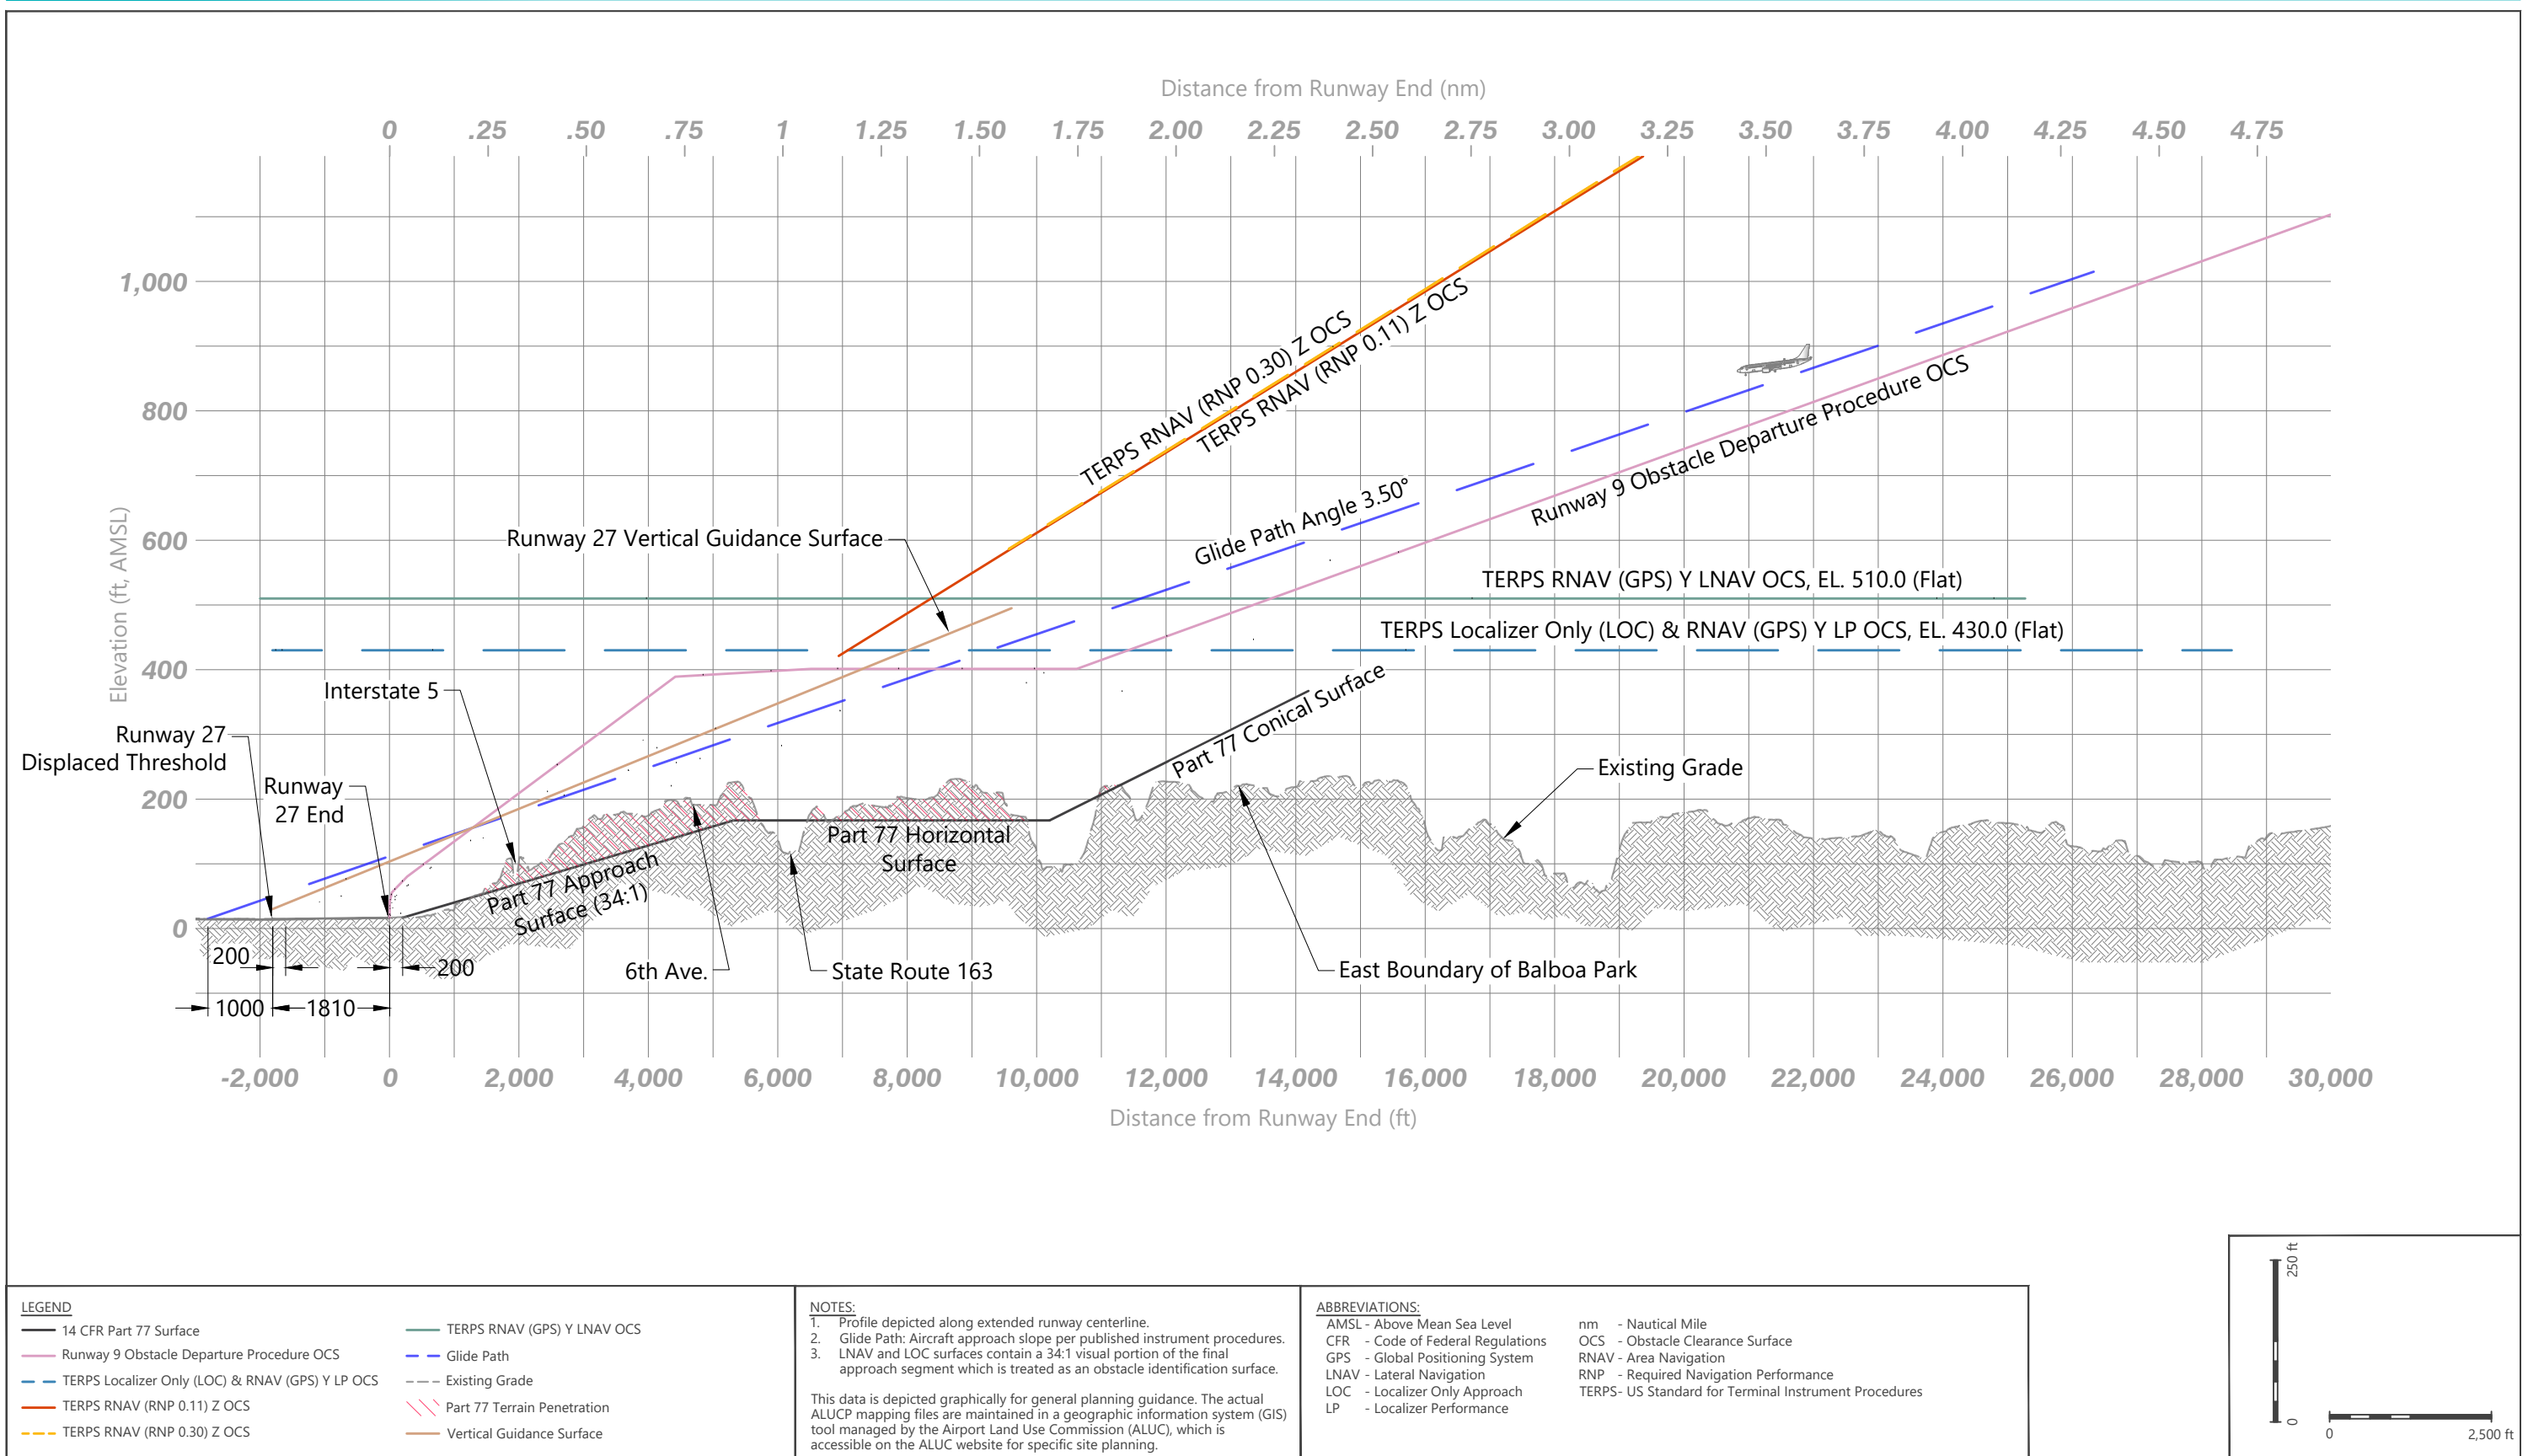 Distance from Runway End (nm)
0 .25 .50 .75 1 1.25 1.50 1.75 2.00 2.25 2.50 2.75 3.00 3.25 3.50 3.75 4.00 4.25 4.50 4.75
Elevation (ft, AMSL)
1,000
800
600
400
200
0
TERPS RNAV (RNP 0.30) Z OCS
TERPS RNAV (RNP 0.11) Z OCS
Runway 9 Obstacle Departure Procedure OCS
Glide Path Angle 3.50°
Runway 27 Vertical Guidance Surface
TERPS RNAV (GPS) Y LNAV OCS, EL. 510.0 (Flat)
TERPS Localizer Only (LOC) & RNAV (GPS) Y LP OCS, EL. 430.0 (Flat)
Interstate 5
Part 77 Conical Surface
Runway 27
Displaced Threshold
Runway
27 End
Existing Grade
Part 77 Horizontal
Surface
Part 77 Approach
Surface (34:1)
200
200
6th Ave.
State Route 163
East Boundary of Balboa Park
1000
1810
-2,000 0 2,000 4,000 6,000 8,000 10,000 12,000 14,000 16,000 18,000 20,000 22,000 24,000 26,000 28,000 30,000
Distance from Runway End (ft)
LEGEND
14 CFR Part 77 Surface
Runway 9 Obstacle Departure Procedure OCS
TERPS Localizer Only (LOC) & RNAV (GPS) Y LP OCS
TERPS RNAV (RNP 0.11) Z OCS
TERPS RNAV (RNP 0.30) Z OCS
TERPS RNAV (GPS) Y LNAV OCS
Glide Path
Existing Grade
Part 77 Terrain Penetration
Vertical Guidance Surface
NOTES:
1. Profile depicted along extended runway centerline.
2. Glide Path: Aircraft approach slope per published instrument procedures.
3. LNAV and LOC surfaces contain a 34:1 visual portion of the final
approach segment which is treated as an obstacle identification surface.
This data is depicted graphically for general planning guidance. The actual
ALUCP mapping files are maintained in a geographic information system (GIS)
tool managed by the Airport Land Use Commission (ALUC), which is
accessible on the ALUC website for specific site planning.
ABBREVIATIONS:
AMSL - Above Mean Sea Level
CFR - Code of Federal Regulations
GPS - Global Positioning System
LNAV - Lateral Navigation
LOC - Localizer Only Approach
LP - Localizer Performance
nm - Nautical Mile
OCS - Obstacle Clearance Surface
RNAV - Area Navigation
RNP - Required Navigation Performance
TERPS- US Standard for Terminal Instrument Procedures
250 ft
0
0
2,500 ft